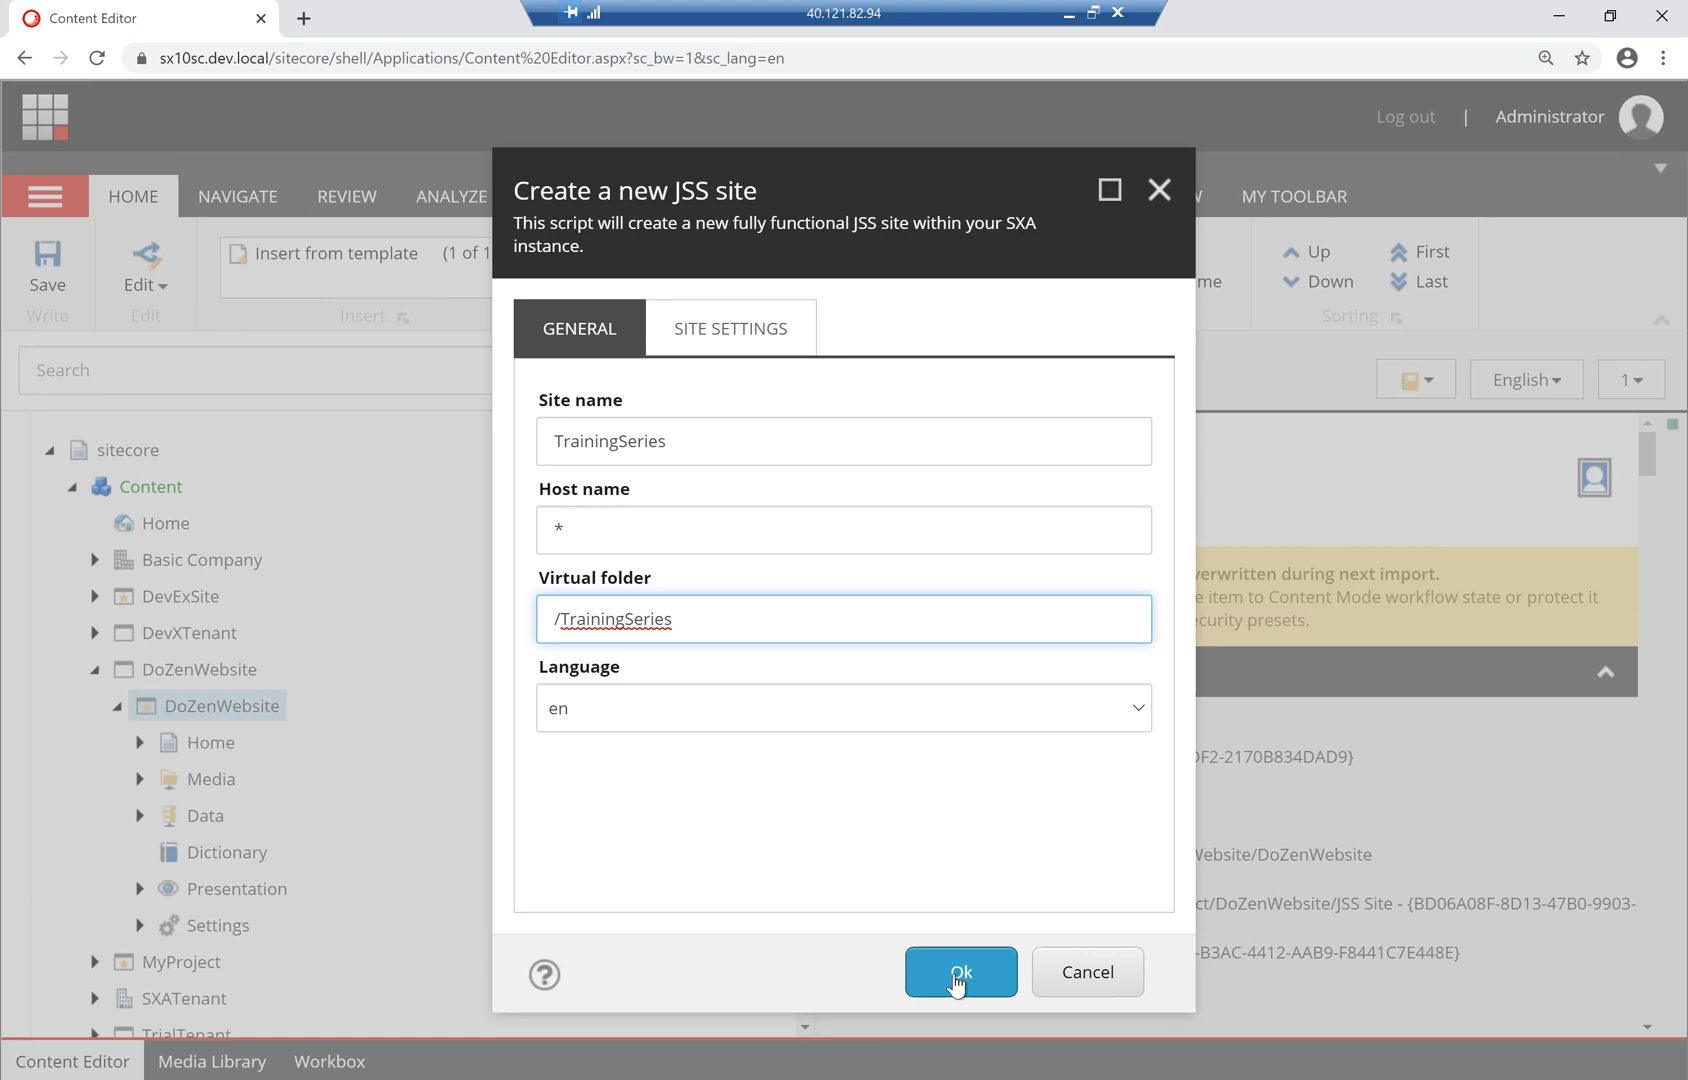 Content Editor
40.121.82.94
sx10sc.dev.local/sitecore/shell/Applications/Content%20Editor.aspx?sc_bw=1&sc_lang=en
Log out | Administrator
HOME NAVIGATE REVIEW ANALYZE MY TOOLBAR
Create a new JSS site
This script will create a new fully functional JSS site within your SXA
instance.
Save
Write
Edit
Edit
Insert from template (1 of 1
Insert
me
Up First
Down Last
Sorting
GENERAL SITE SETTINGS
Search
English 1
Site name
TrainingSeries
Host name
*
Virtual folder
/TrainingSeries
Language
en
sitecore
Content
Home
Basic Company
DevExSite
DevXTenant
DoZenWebsite
DoZenWebsite
Home
Media
Data
Dictionary
Presentation
Settings
MyProject
SXATenant
TrialTenant
verwritten during next import.
e item to Content Mode workflow state or protect it
curity presets.
DF2-2170B834DAD9}
Website/DoZenWebsite
ct/DoZenWebsite/JSS Site - {BD06A08F-8D13-47B0-9903-
-B3AC-4412-AAB9-F8441C7E448E}
? Ok Cancel
Content Editor Media Library Workbox